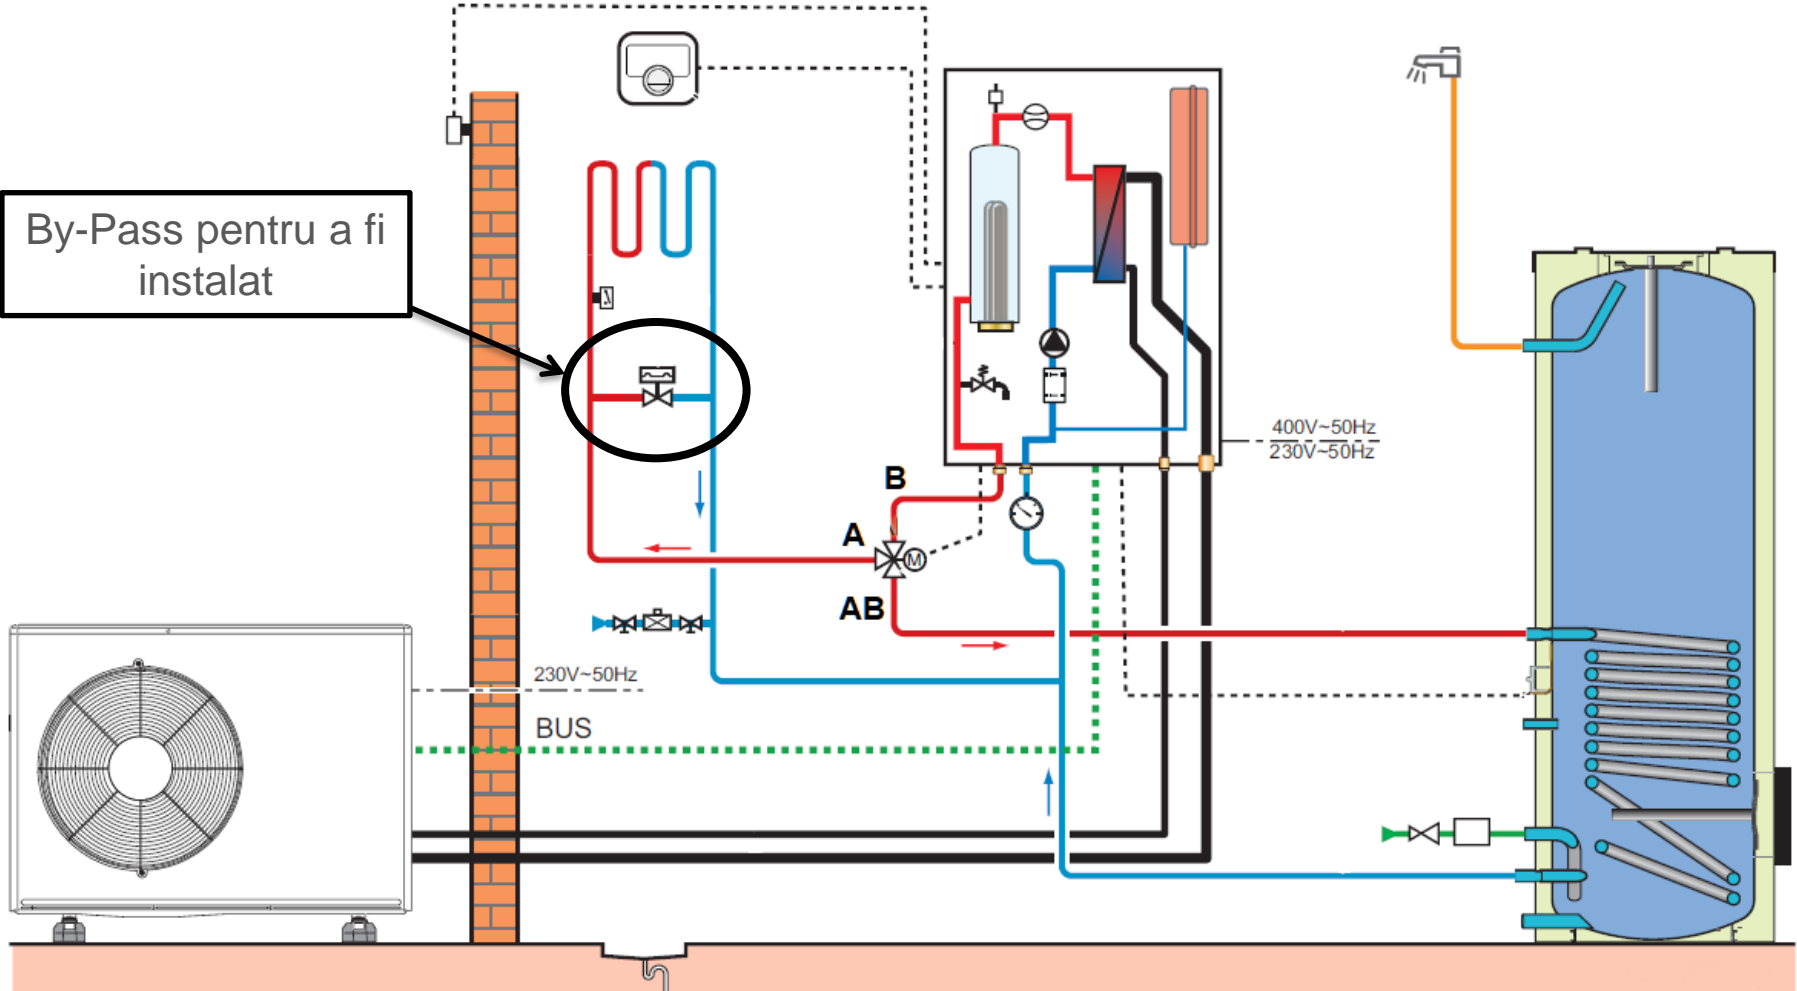 By-Pass pentru a fi
instalat
400V~50Hz
230V~50Hz
B
A
M
AB
230V~50Hz
BUS